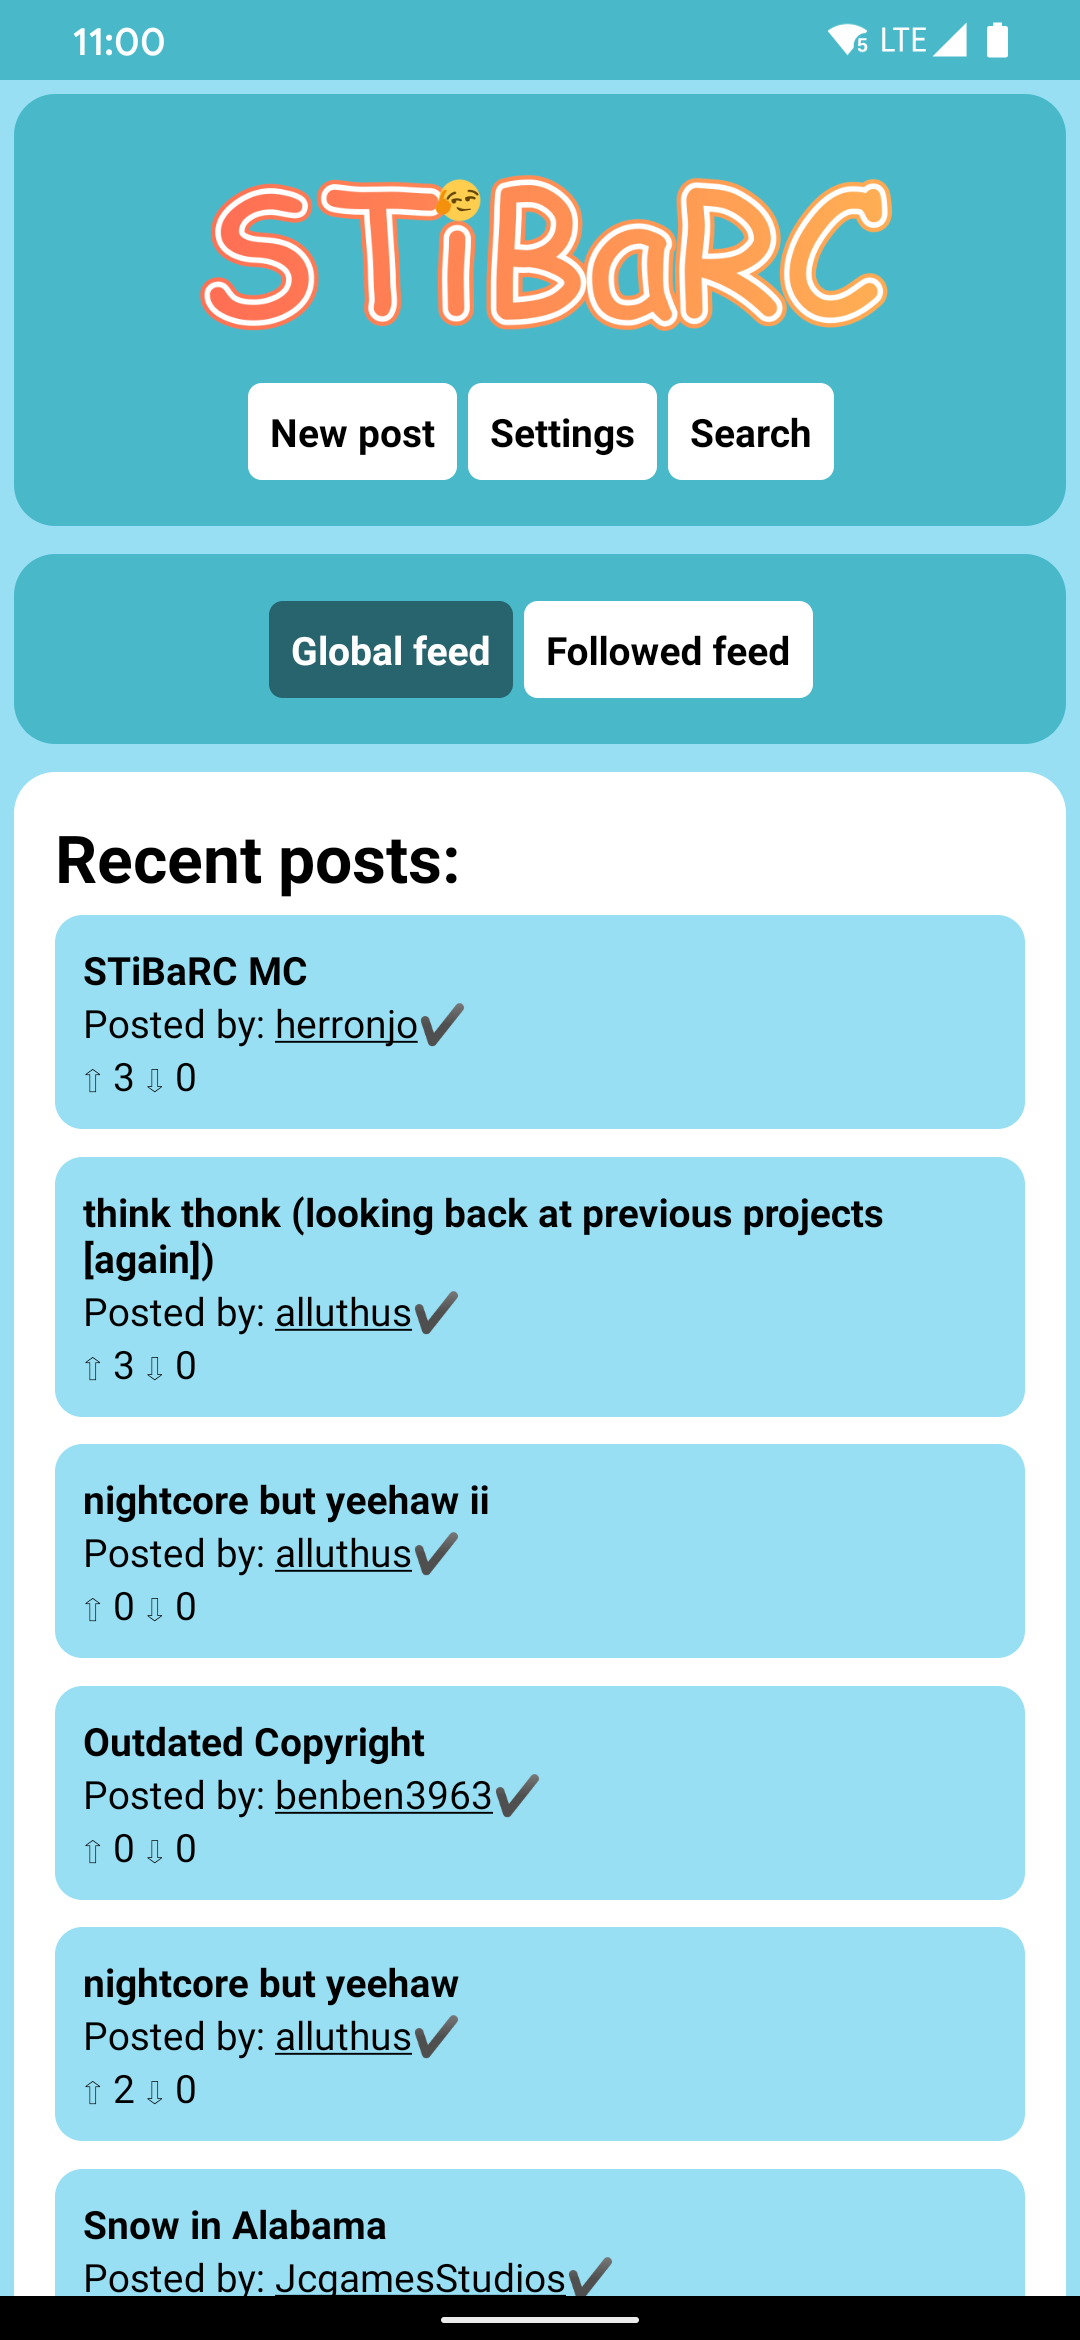 11:00
5 LTE
STiBaRC
New post Settings Search
Global feed Followed feed
Recent posts:
STiBaRC MC
Posted by: herronjo✔
⇧ 3 ⇩ 0
think thonk (looking back at previous projects
[again])
Posted by: alluthus✔
⇧ 3 ⇩ 0
nightcore but yeehaw ii
Posted by: alluthus✔
⇧ 0 ⇩ 0
Outdated Copyright
Posted by: benben3963✔
⇧ 0 ⇩ 0
nightcore but yeehaw
Posted by: alluthus✔
⇧ 2 ⇩ 0
Snow in Alabama
Posted by: JcgamesStudios✔